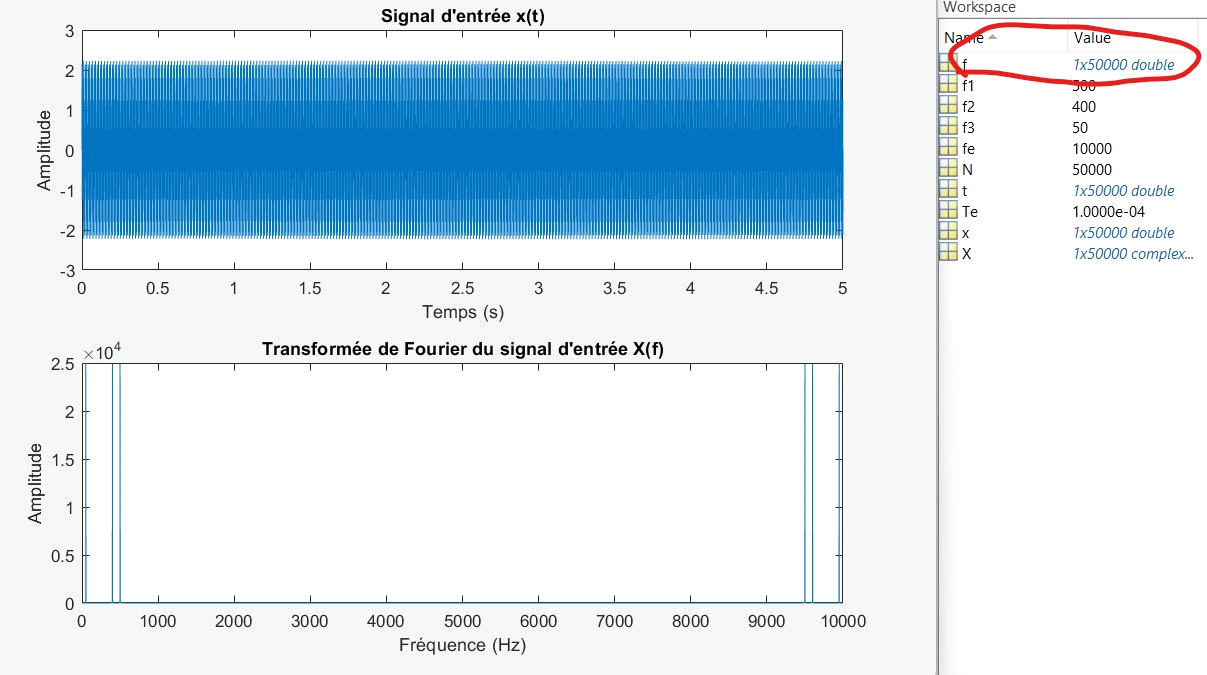 Signal d'entrée x(t)
3
2
1
0
-1
-2
-3
Amplitude
0 0.5 1 1.5 2 2.5 3 3.5 4 4.5 5
Temps (s)
×10⁴
Transformée de Fourier du signal d'entrée X(f)
2.5
2
1.5
1
0.5
0
Amplitude
0 1000 2000 3000 4000 5000 6000 7000 8000 9000 10000
Fréquence (Hz)
Workspace
Name Value
f 1x50000 double
f1 500
f2 400
f3 50
fe 10000
N 50000
t 1x50000 double
Te 1.0000e-04
x 1x50000 double
X 1x50000 complex...